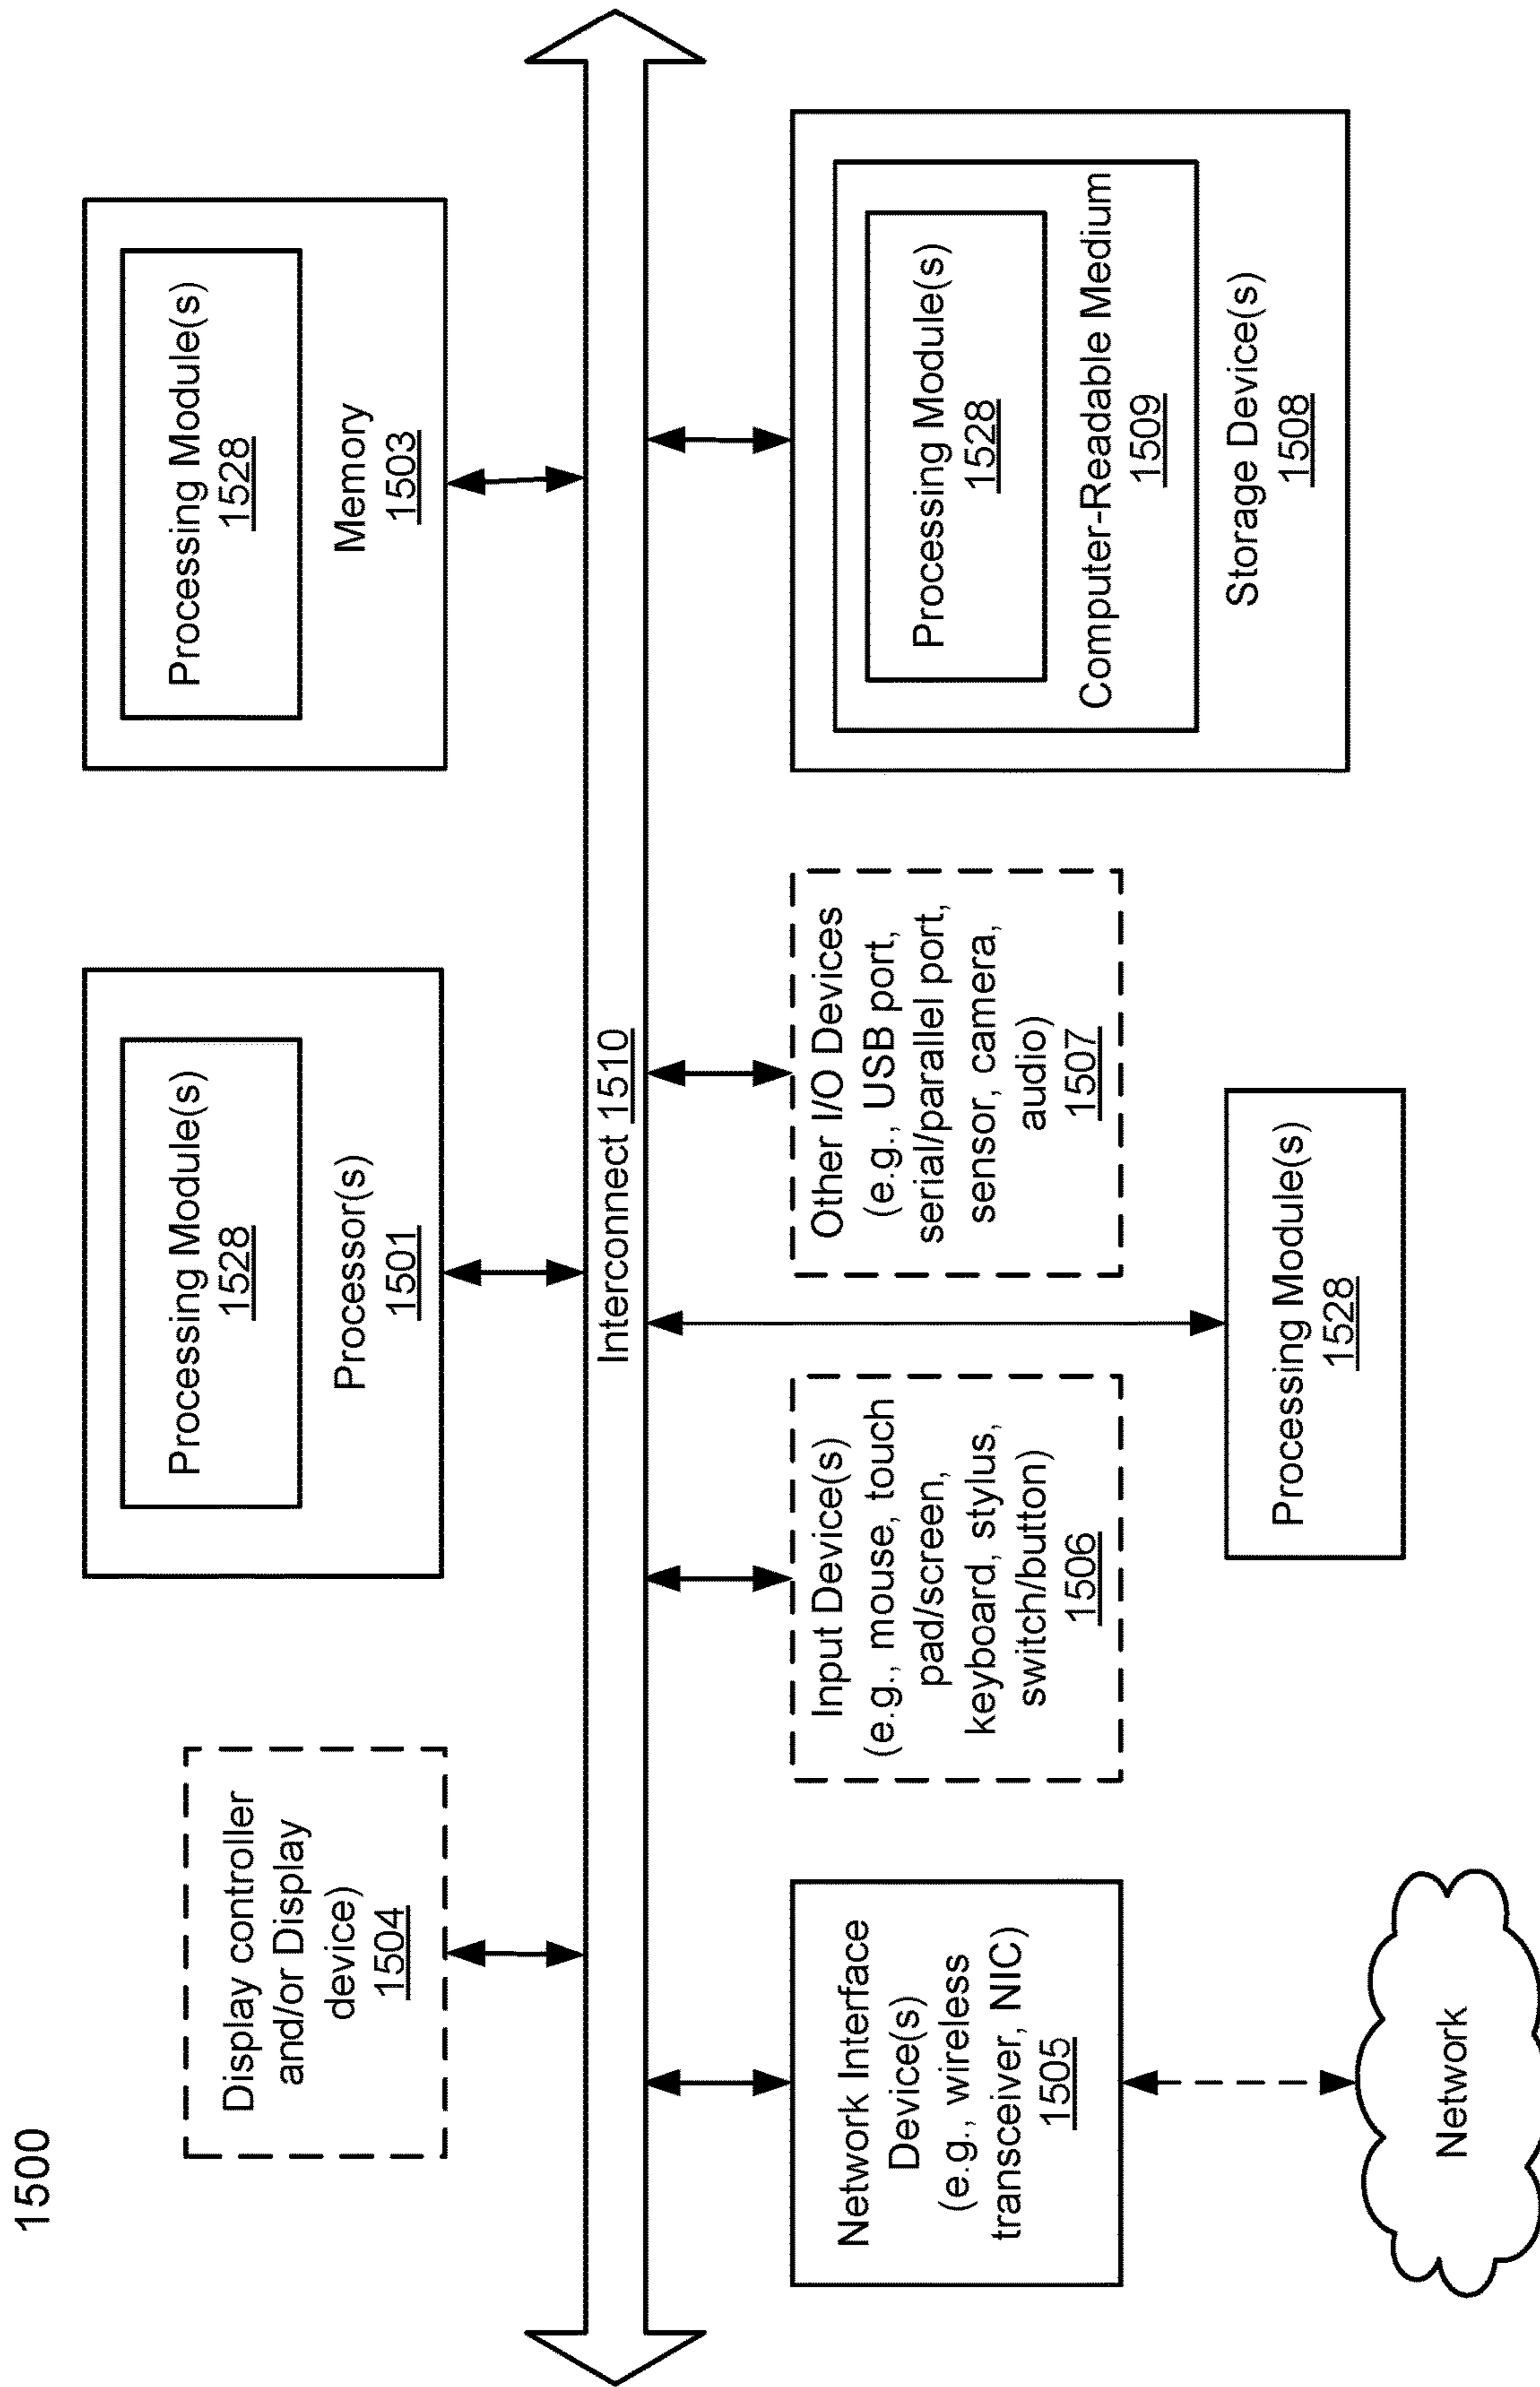 1500
Display controller
and/or Display
device)
1504
Processing Module(s)
1528
Processor(s)
1501
Processing Module(s)
1528
Memory
1503
Interconnect 1510
Network Interface
Device(s)
(e.g., wireless
transceiver, NIC)
1505
Input Device(s)
(e.g., mouse, touch
pad/screen,
keyboard, stylus,
switch/button)
1506
Other I/O Devices
(e.g., USB port,
serial/parallel port,
sensor, camera,
audio)
1507
Processing Module(s)
1528
Computer-Readable Medium
1509
Storage Device(s)
1508
Processing Module(s)
1528
Network